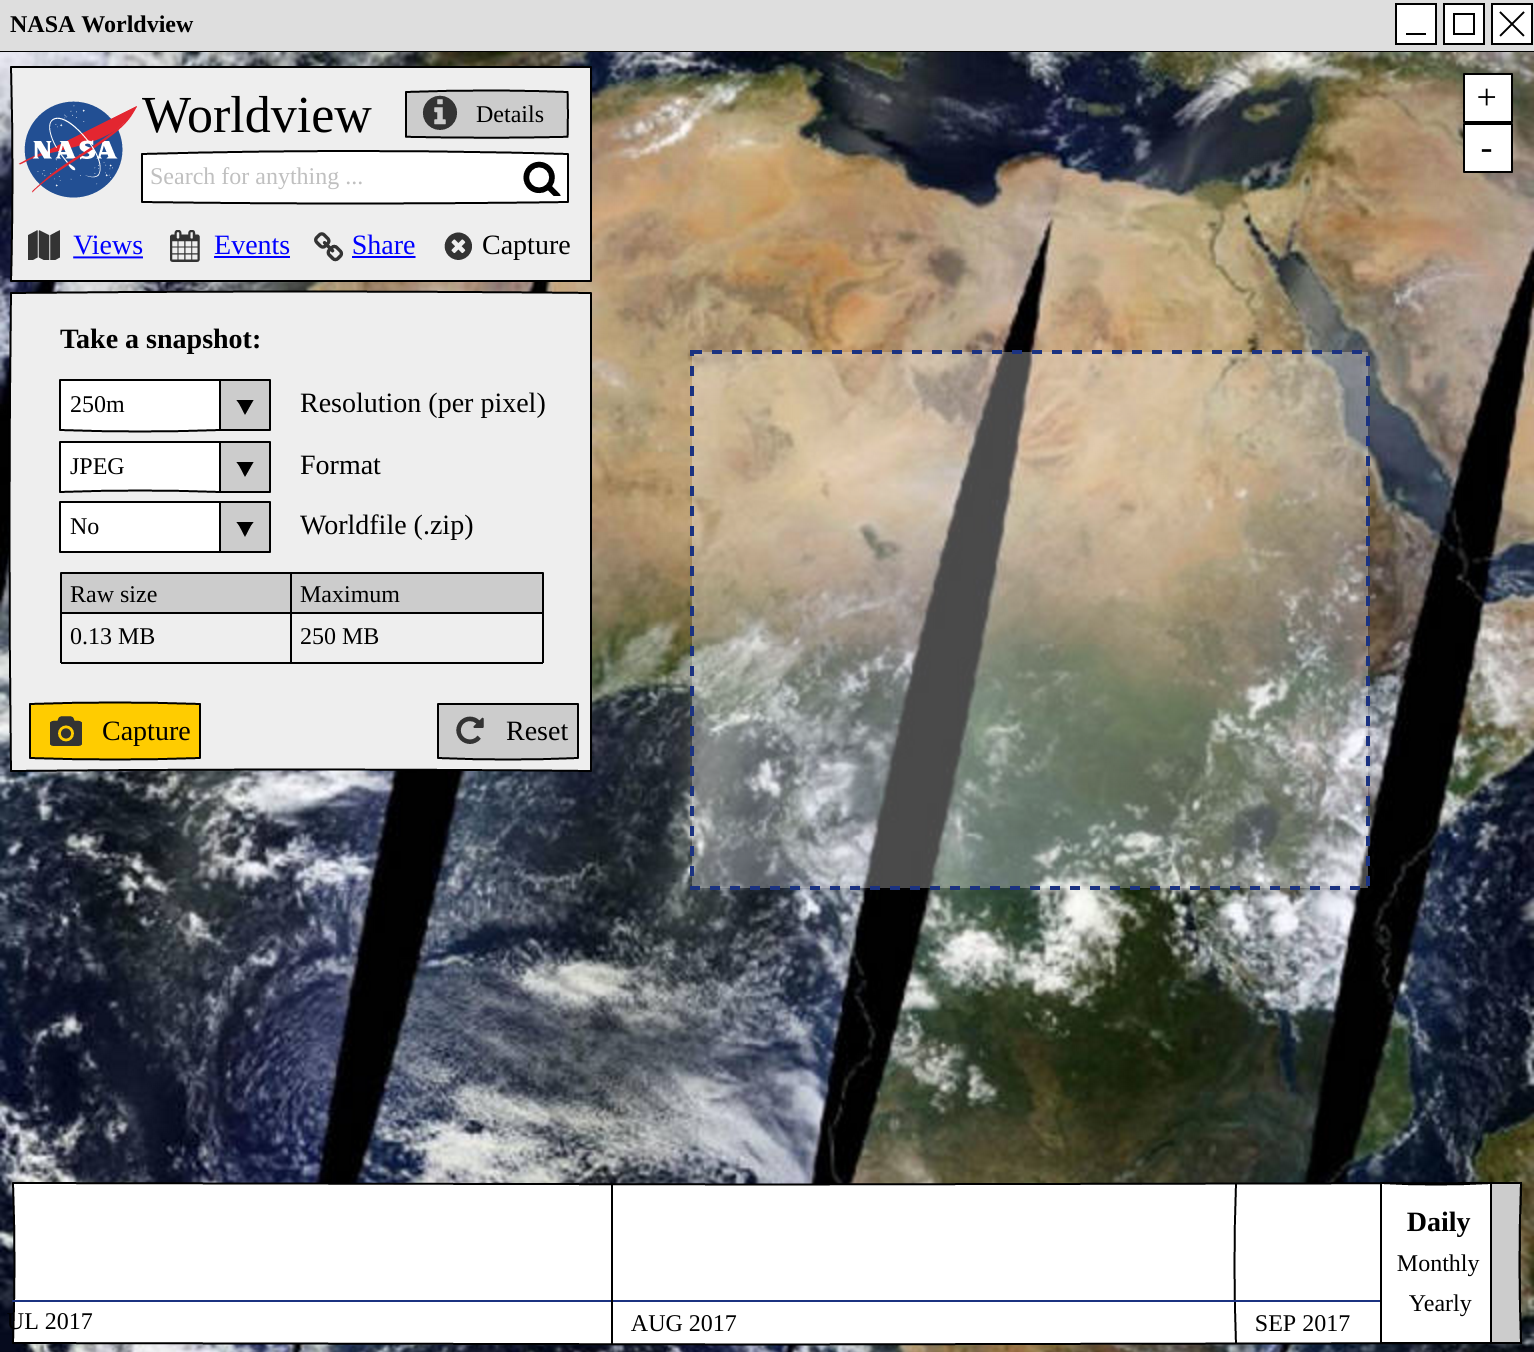 NASA Worldview
NASA
Worldview
Details
Search for anything ...
Views
Events
Share
Capture
Take a snapshot:
250m
Resolution (per pixel)
JPEG
Format
No
Worldfile (.zip)
Raw size
Maximum
0.13 MB
250 MB
Capture
Reset
+
-
UL 2017
AUG 2017
SEP 2017
Daily
Monthly
Yearly